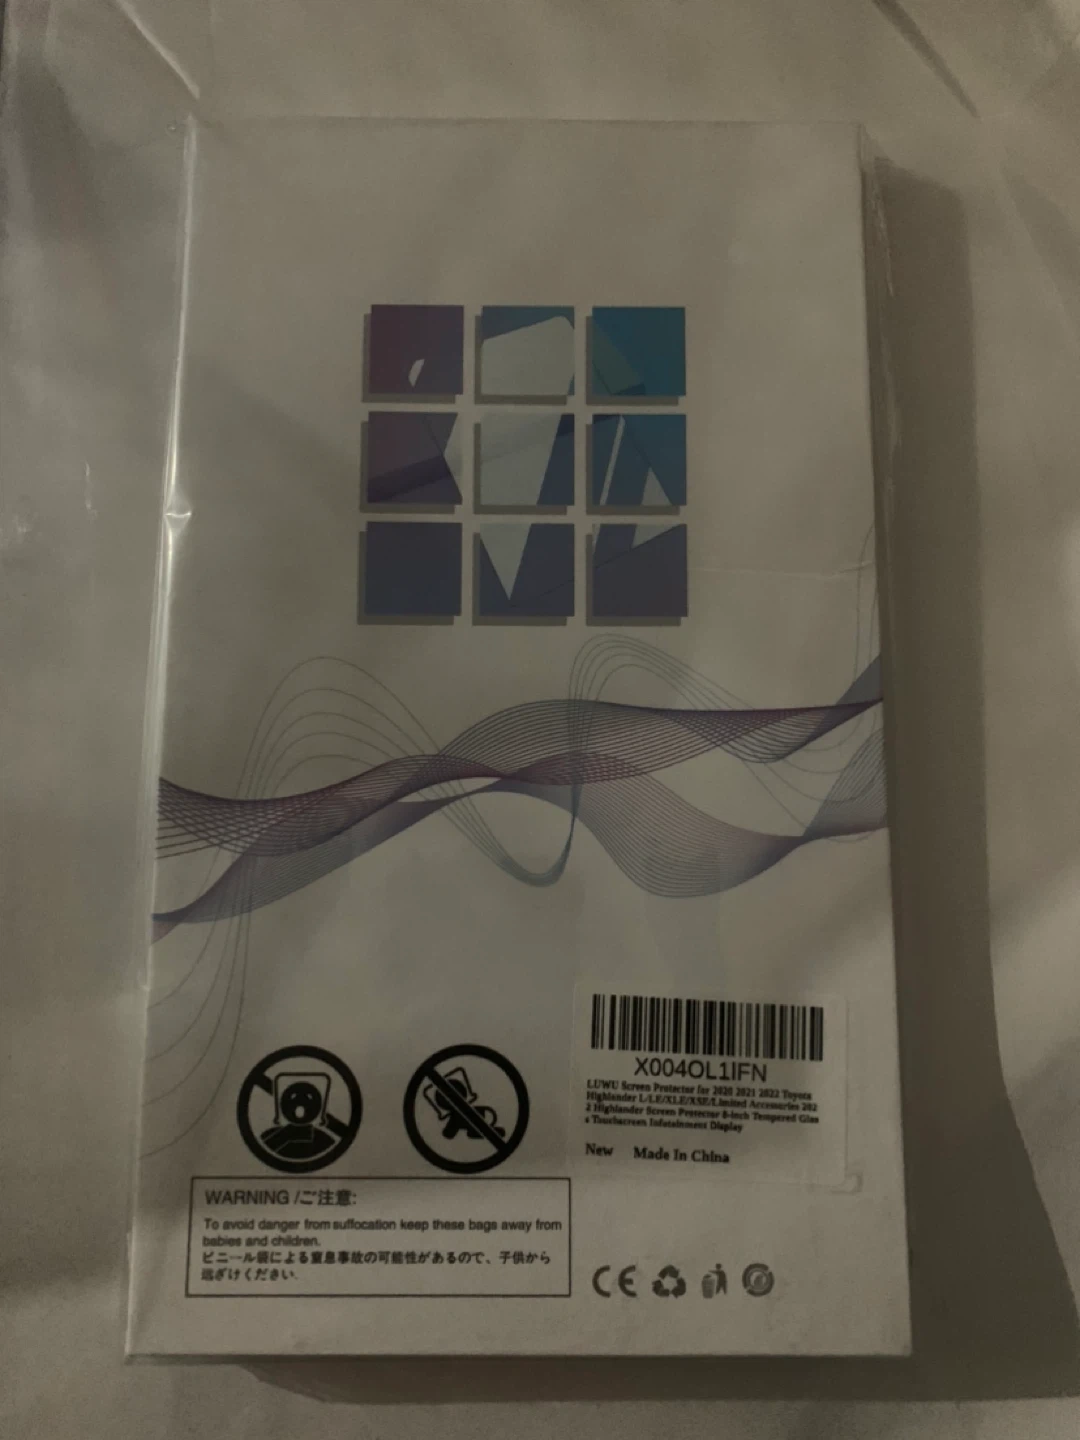 X004OL1IFN
LUWU Screen Protector for 2020 2021 2022 Toyota
Highlander L/LE/XLE/XSE/Limited Accessories 202
2 Highlander Screen Protector 8-inch Tempered Glas
s Touchscreen Infotainment Display
New Made In China
WARNING /ご注意:
To avoid danger from suffocation keep these bags away from
babies and children.
ビニール袋による窒息事故の可能性があるので、子供から
远ざけください.
CE